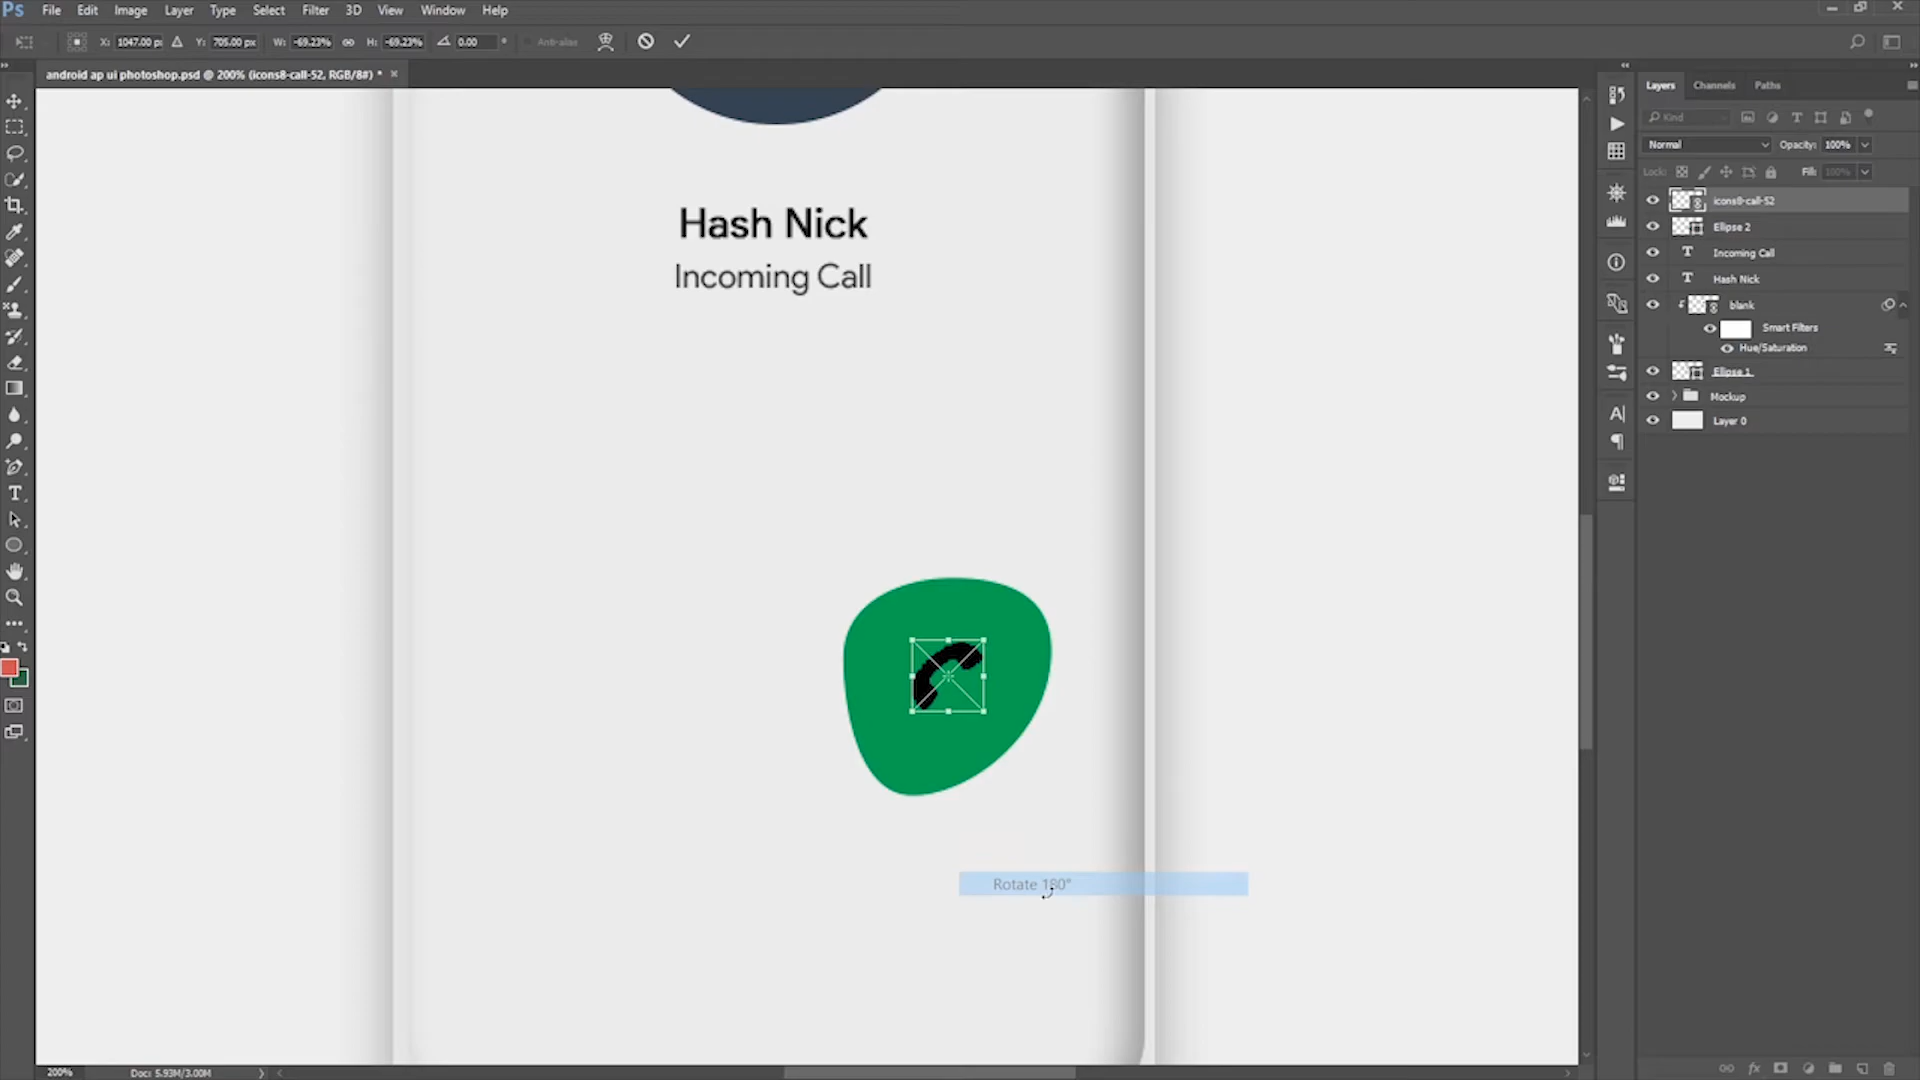 Ps File Edit Image Layer Type Select Filter 3D View Window Help
X: 1047.00 px Y: 705.00 px W: -69.23% H: -69.23% 0.00 ° Anti-alias
android ap ui photoshop.psd @ 200% (icons8-call-52, RGB/8#) * ×
Layers Channels Paths
Kind
Normal Opacity: 100%
Lock: Fill: 100%
icons8-call-52
Ellipse 2
Incoming Call
Hash Nick
blank
Smart Filters
Hue/Saturation
Ellipse 1
Mockup
Layer 0
Hash Nick
Incoming Call
Rotate 180°
200% Doc: 5.93M/3.00M